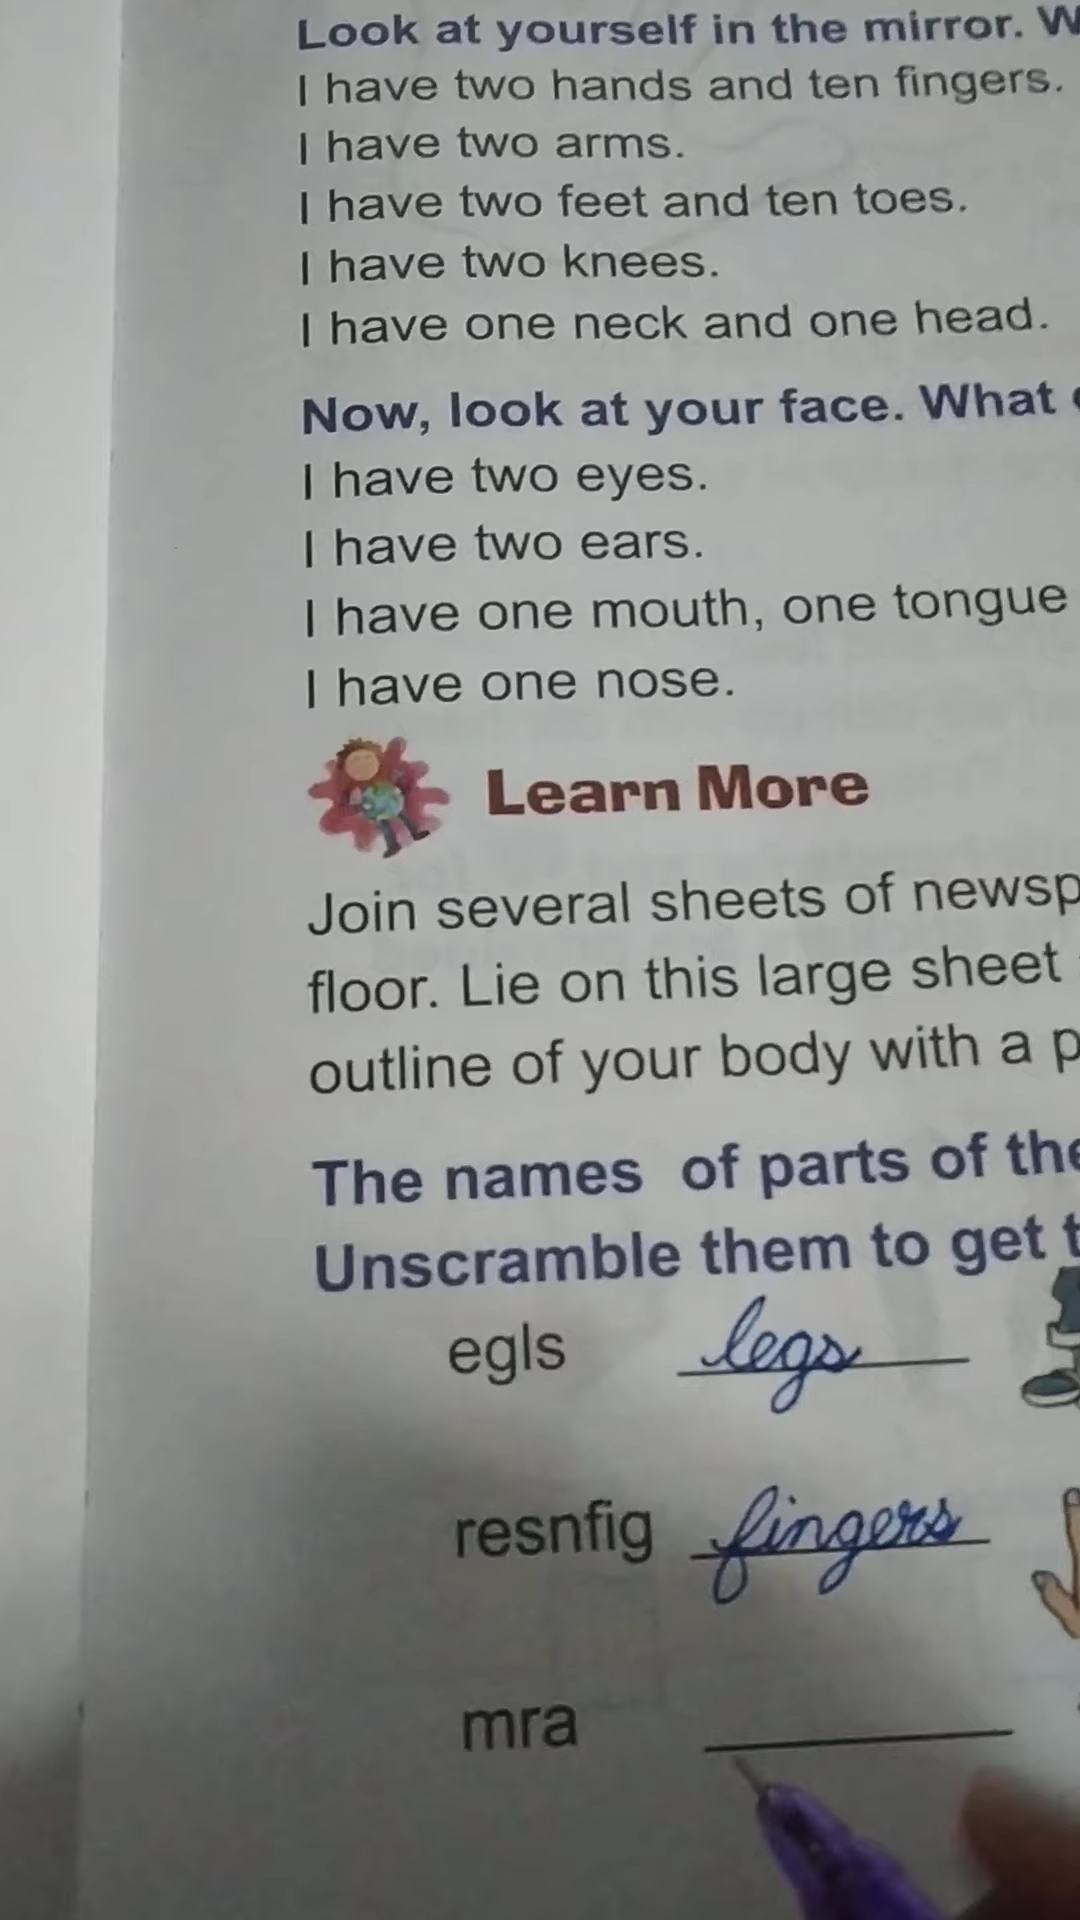 Look at yourself in the mirror. W
I have two hands and ten fingers.
I have two arms.
I have two feet and ten toes.
I have two knees.
I have one neck and one head.
Now, look at your face. What
I have two eyes.
I have two ears.
I have one mouth, one tongue
I have one nose.
Learn More
Join several sheets of newsp
floor. Lie on this large sheet
outline of your body with a p
The names of parts of the
Unscramble them to get t
egls legs
resnfig fingers
mra